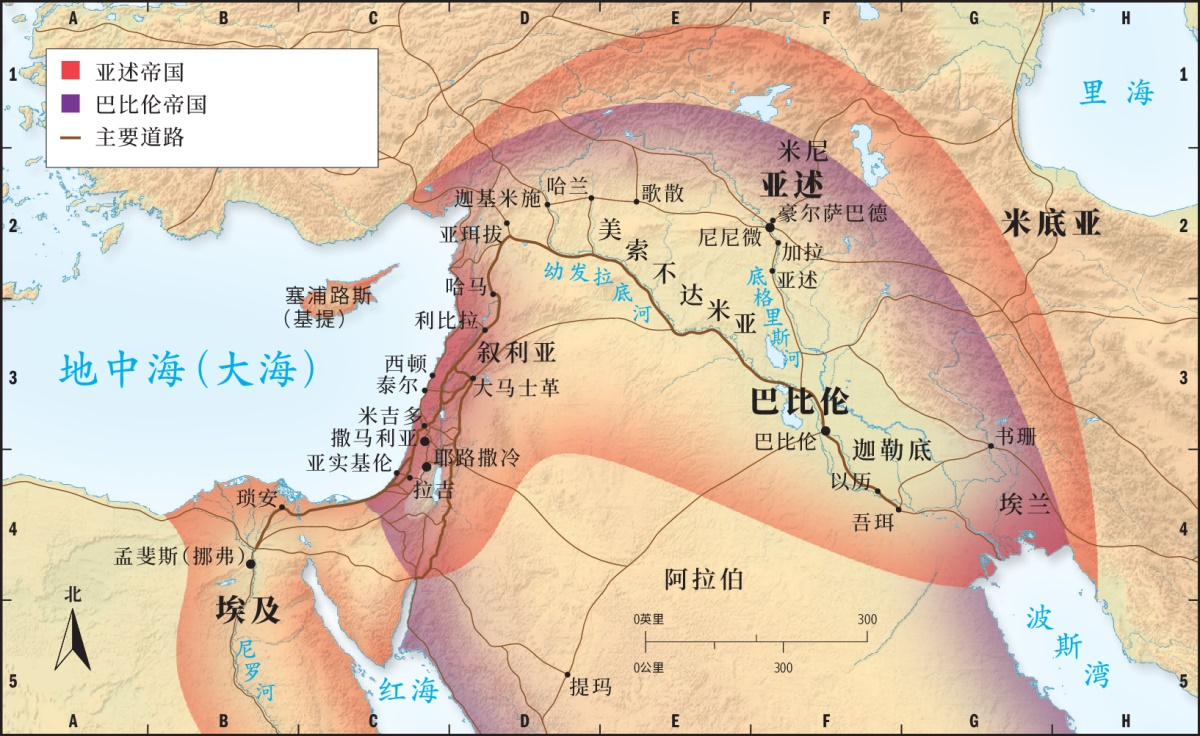 A B C D E F G H
1 1
亚述帝国
巴比伦帝国
主要道路
里海
米尼
亚述
哈兰
歌散
迦基米施
豪尔萨巴德
米底亚
2 2
亚珥拔
美索不达米亚
尼尼微
加拉
幼发拉底河
底格里斯河
亚述
哈马
塞浦路斯
（基提）
利比拉
叙利亚
地中海（大海）
西顿
泰尔
大马士革
3 3
巴比伦
米吉多
撒马利亚
巴比伦
书珊
耶路撒冷
迦勒底
亚实基伦
拉吉
以历
琐安
埃兰
吾珥
4 4
孟斐斯（挪弗）
阿拉伯
北
埃及
0英里 300
0公里 300
波斯湾
尼罗河
红海
提玛
5 5
A B C D E F G H